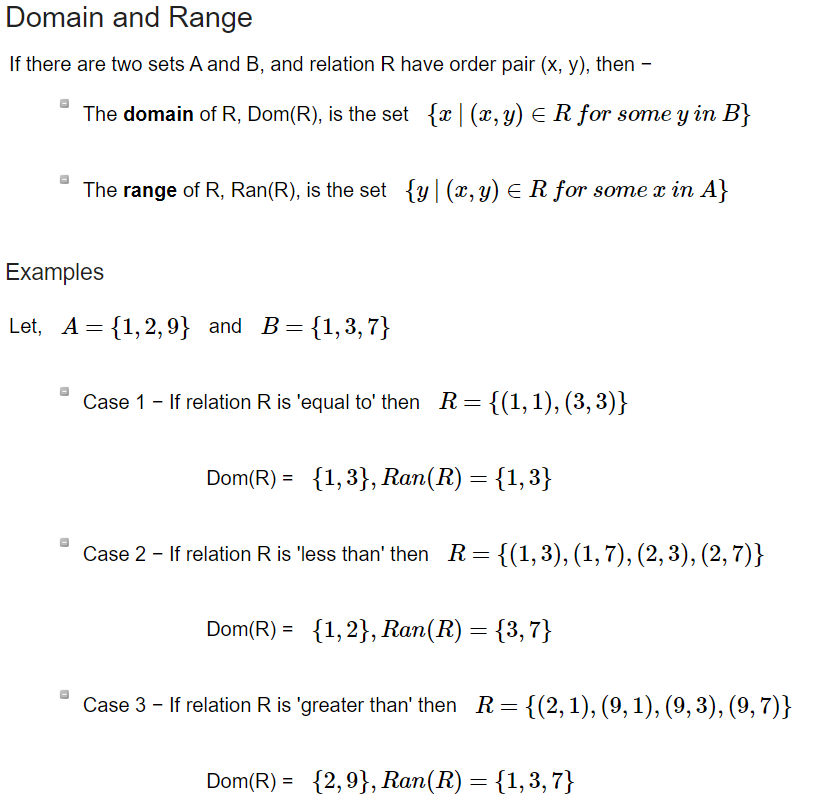 Domain and Range
If there are two sets A and B, and relation R have order pair (x, y), then −
The domain of R, Dom(R), is the set {x | (x, y) ∈ R for some y in B}
The range of R, Ran(R), is the set {y | (x, y) ∈ R for some x in A}
Examples
Let, A = {1, 2, 9} and B = {1, 3, 7}
Case 1 − If relation R is 'equal to' then R = {(1, 1), (3, 3)}
Dom(R) = {1, 3}, Ran(R) = {1, 3}
Case 2 − If relation R is 'less than' then R = {(1, 3), (1, 7), (2, 3), (2, 7)}
Dom(R) = {1, 2}, Ran(R) = {3, 7}
Case 3 − If relation R is 'greater than' then R = {(2, 1), (9, 1), (9, 3), (9, 7)}
Dom(R) = {2, 9}, Ran(R) = {1, 3, 7}